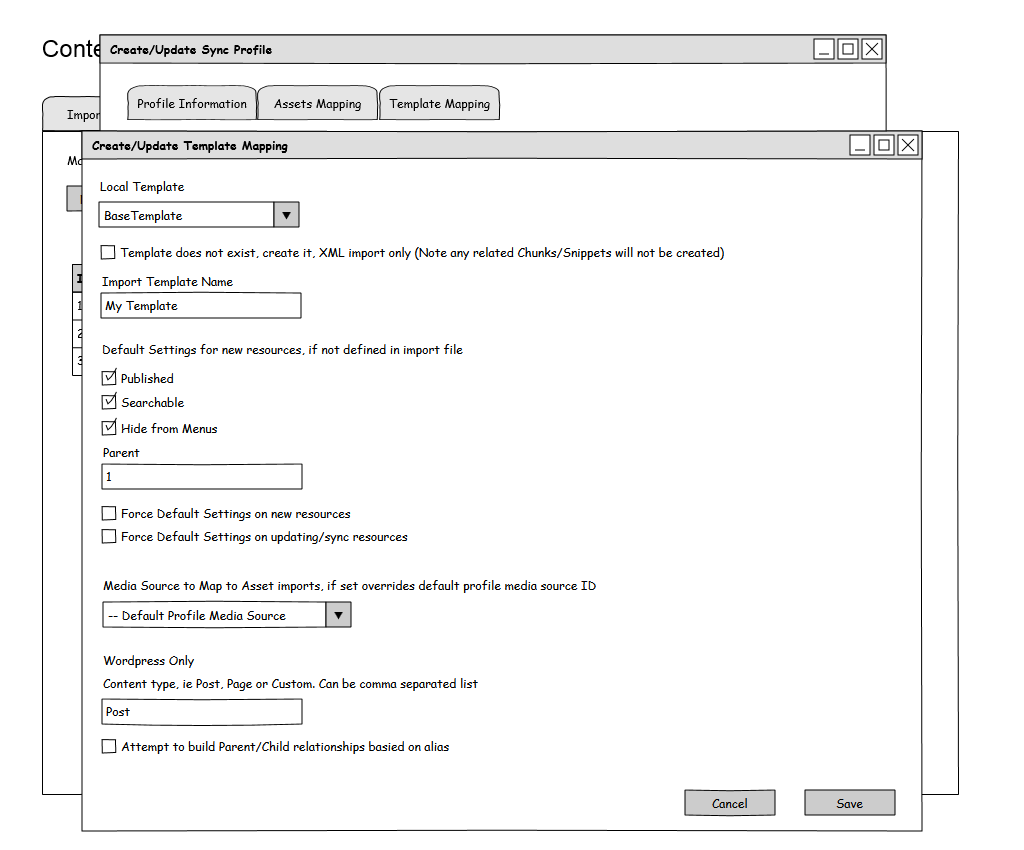 Conte
Create/Update Sync Profile
Profile Information
Assets Mapping
Template Mapping
Impor
Create/Update Template Mapping
Local Template
BaseTemplate
Template does not exist, create it, XML import only (Note any related Chunks/Snippets will not be created)
Import Template Name
1
My Template
2
3
Default Settings for new resources, if not defined in import file
Published
Searchable
Hide from Menus
Parent
1
Force Default Settings on new resources
Force Default Settings on updating/sync resources
Media Source to Map to Asset imports, if set overrides default profile media source ID
-- Default Profile Media Source
Wordpress Only
Content type, ie Post, Page or Custom. Can be comma separated list
Post
Attempt to build Parent/Child relationships basied on alias
Cancel
Save